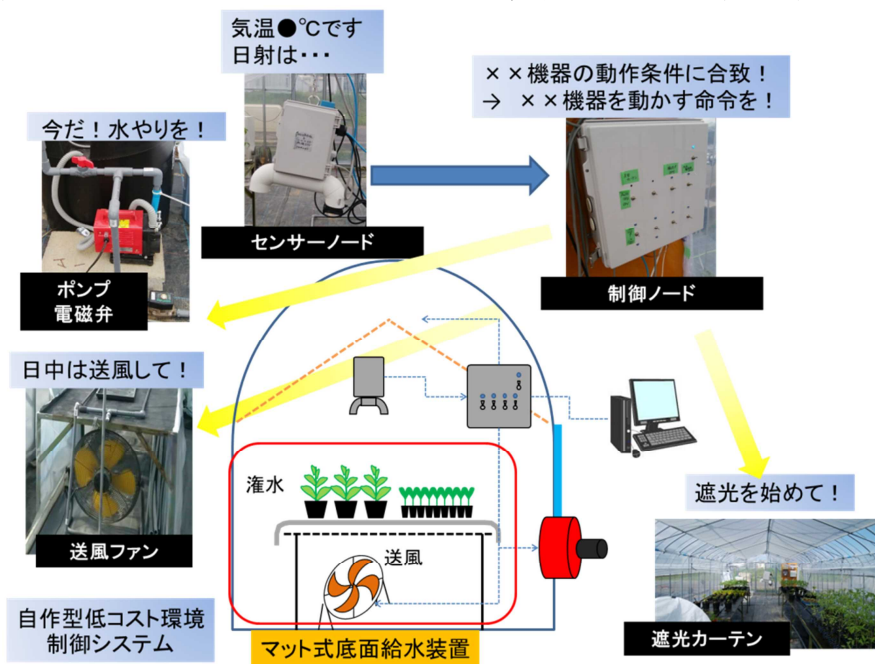 気温●℃です
日射は・・・
××機器の動作条件に合致！
→ ××機器を動かす命令を！
今だ！水やりを！
センサーノード
ポンプ
電磁弁
制御ノード
日中は送風して！
送風ファン
潅水
送風
遮光を始めて！
遮光カーテン
自作型低コスト環境
制御システム
マット式底面給水装置